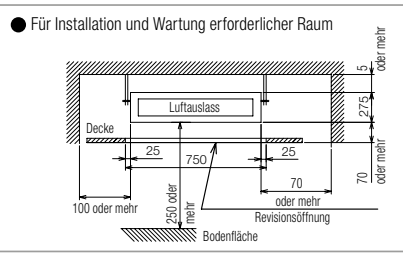 ● Für Installation und Wartung erforderlicher Raum
5
oder mehr
275
70
oder mehr
Luftauslass
Decke
25
750
25
100 oder mehr
250 oder
mehr
70
oder mehr
Revisionsöffnung
Bodenfläche